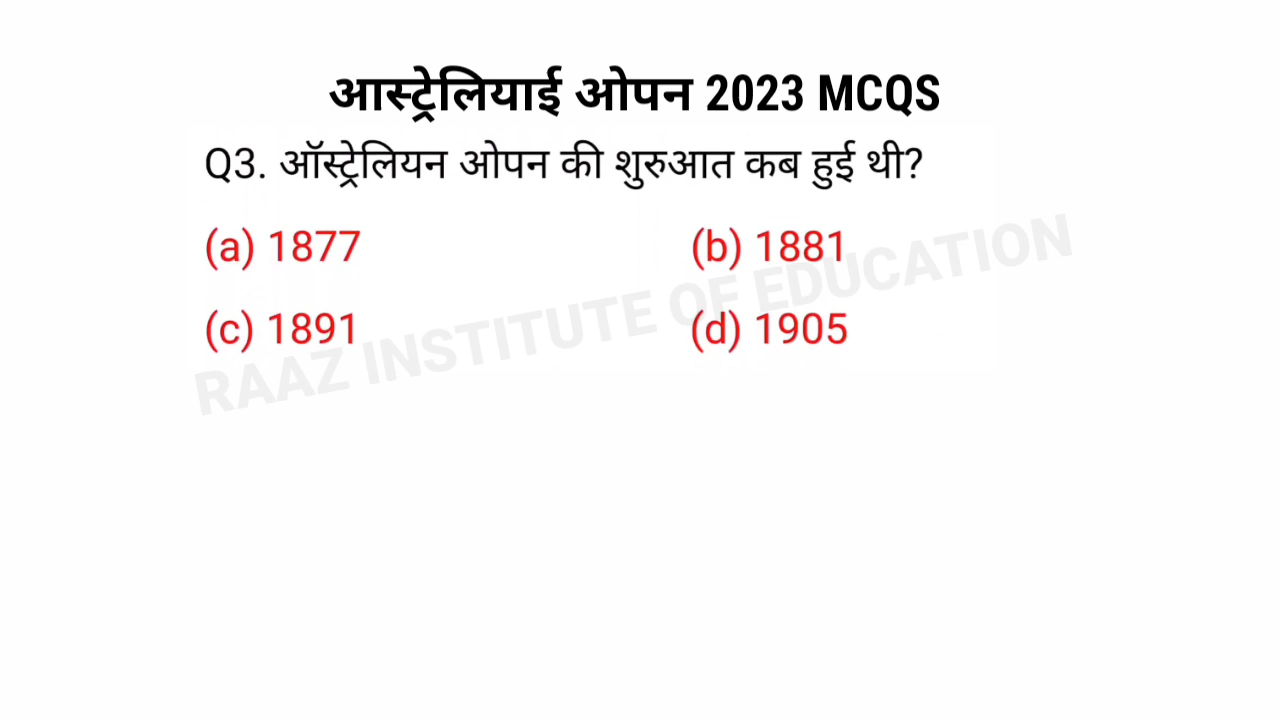 आस्ट्रेलियाई ओपन 2023 MCQS
Q3. ऑस्ट्रेलियन ओपन की शुरुआत कब हुई थी?
(a) 1877 (b) 1881
(c) 1891 (d) 1905
RAAZ INSTITUTE OF EDUCATION